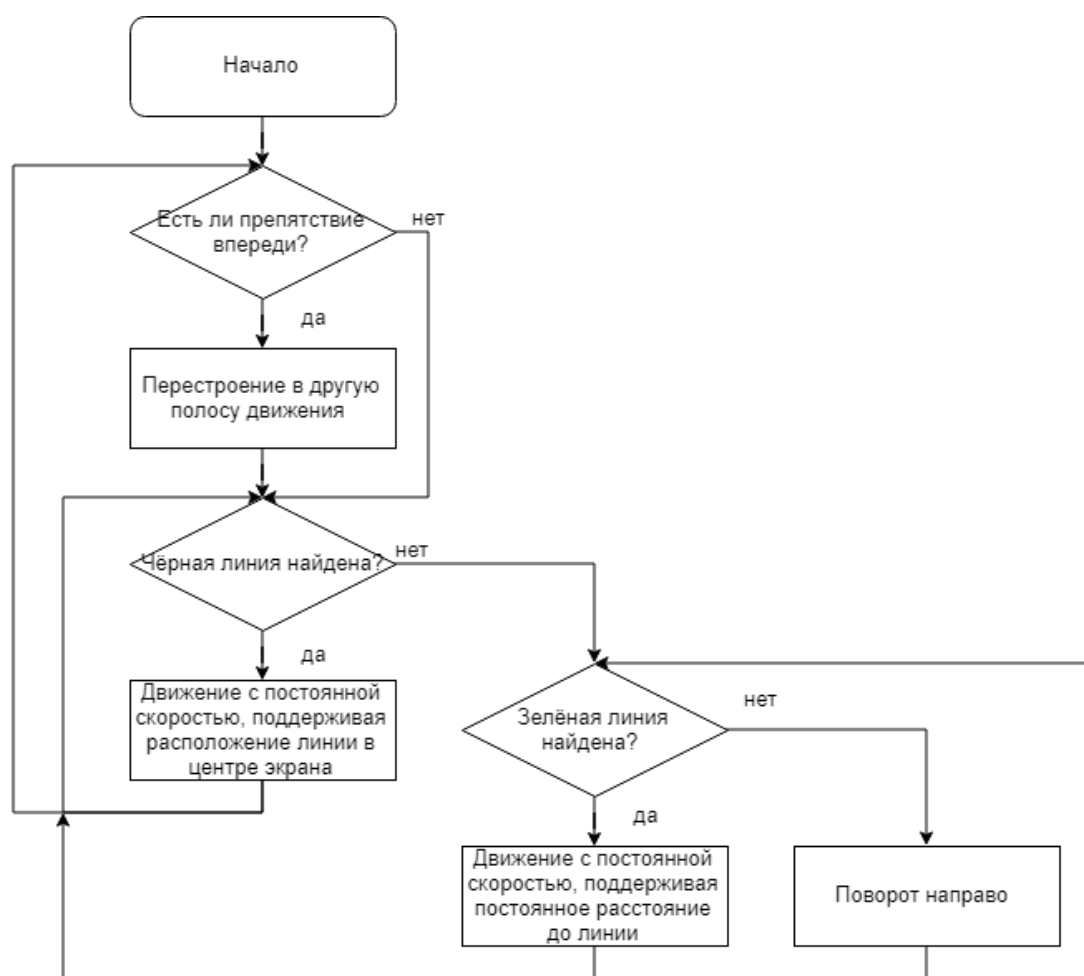 Начало
Есть ли препятствие
впереди?
нет
да
Перестроение в другую
полосу движения
Чёрная линия найдена?
нет
да
Движение с постоянной
скоростью, поддерживая
расположение линии в
центре экрана
Зелёная линия
найдена?
нет
да
Движение с постоянной
скоростью, поддерживая
постоянное расстояние
до линии
Поворот направо